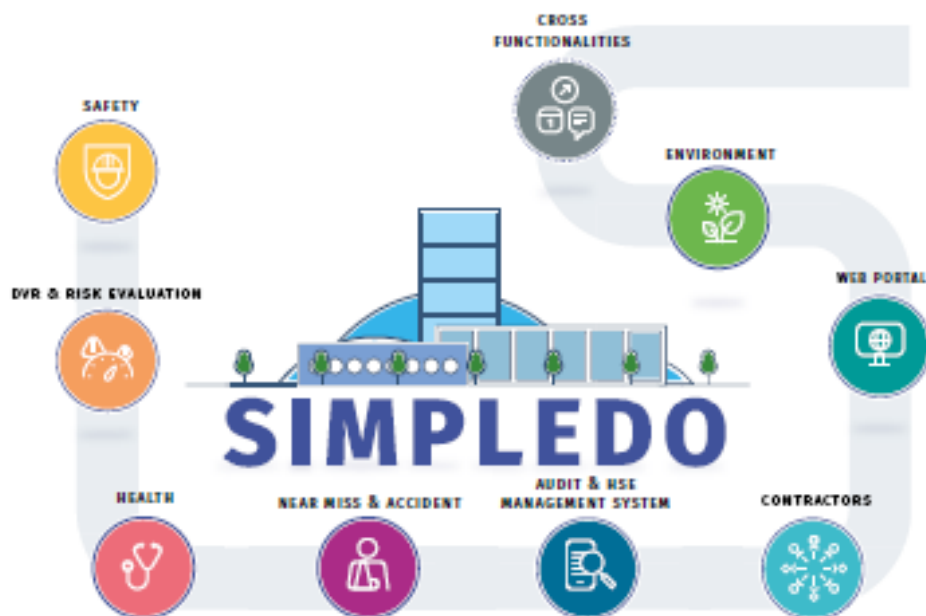 CROSS
FUNCTIONALITIES
SAFETY
ENVIRONMENT
WEB PORTAL
DVR & RISK EVALUATION
SIMPLEDO
HEALTH
NEAR MISS & ACCIDENT
AUDIT & HSE
MANAGEMENT SYSTEM
CONTRACTORS
1